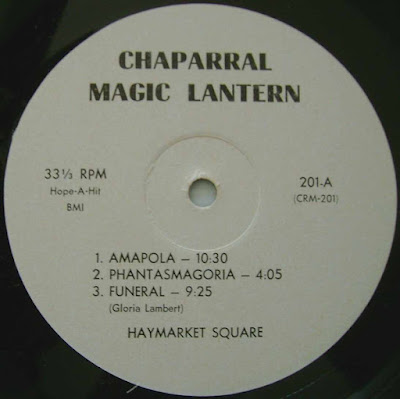 CHAPARRAL
MAGIC LANTERN
33⅓ RPM
Hope-A-Hit
BMI
201-A
(CRM-201)
1. AMAPOLA — 10:30
2. PHANTASMAGORIA — 4:05
3. FUNERAL — 9:25
(Gloria Lambert)
HAYMARKET SQUARE